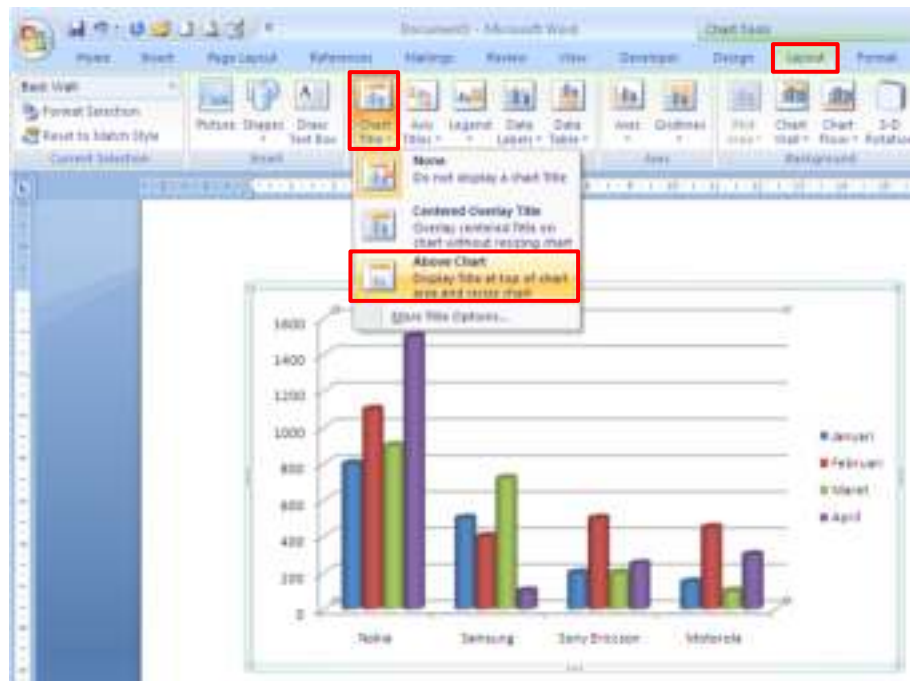 Document3 - Microsoft Word
Chart Tools
Home Insert Page Layout References Mailings Review View Developer Design Layout Format
Back Wall
Format Selection
Reset to Match Style
Current Selection
Picture Shapes Draw Text Box
Insert
Chart Title Axis Titles Legend Data Labels Data Table
Axes Gridlines
Axes
Plot Area Chart Wall Chart Floor 3-D Rotation
Background
None
Do not display a chart Title
Centered Overlay Title
Overlay centered Title on
chart without resizing chart
Above Chart
Display Title at top of chart
area and resize chart
More Title Options...
1600
1400
1200
1000
800
600
400
200
0
Nokia Samsung Sony Ericsson Motorola
Januari
Februari
Maret
April